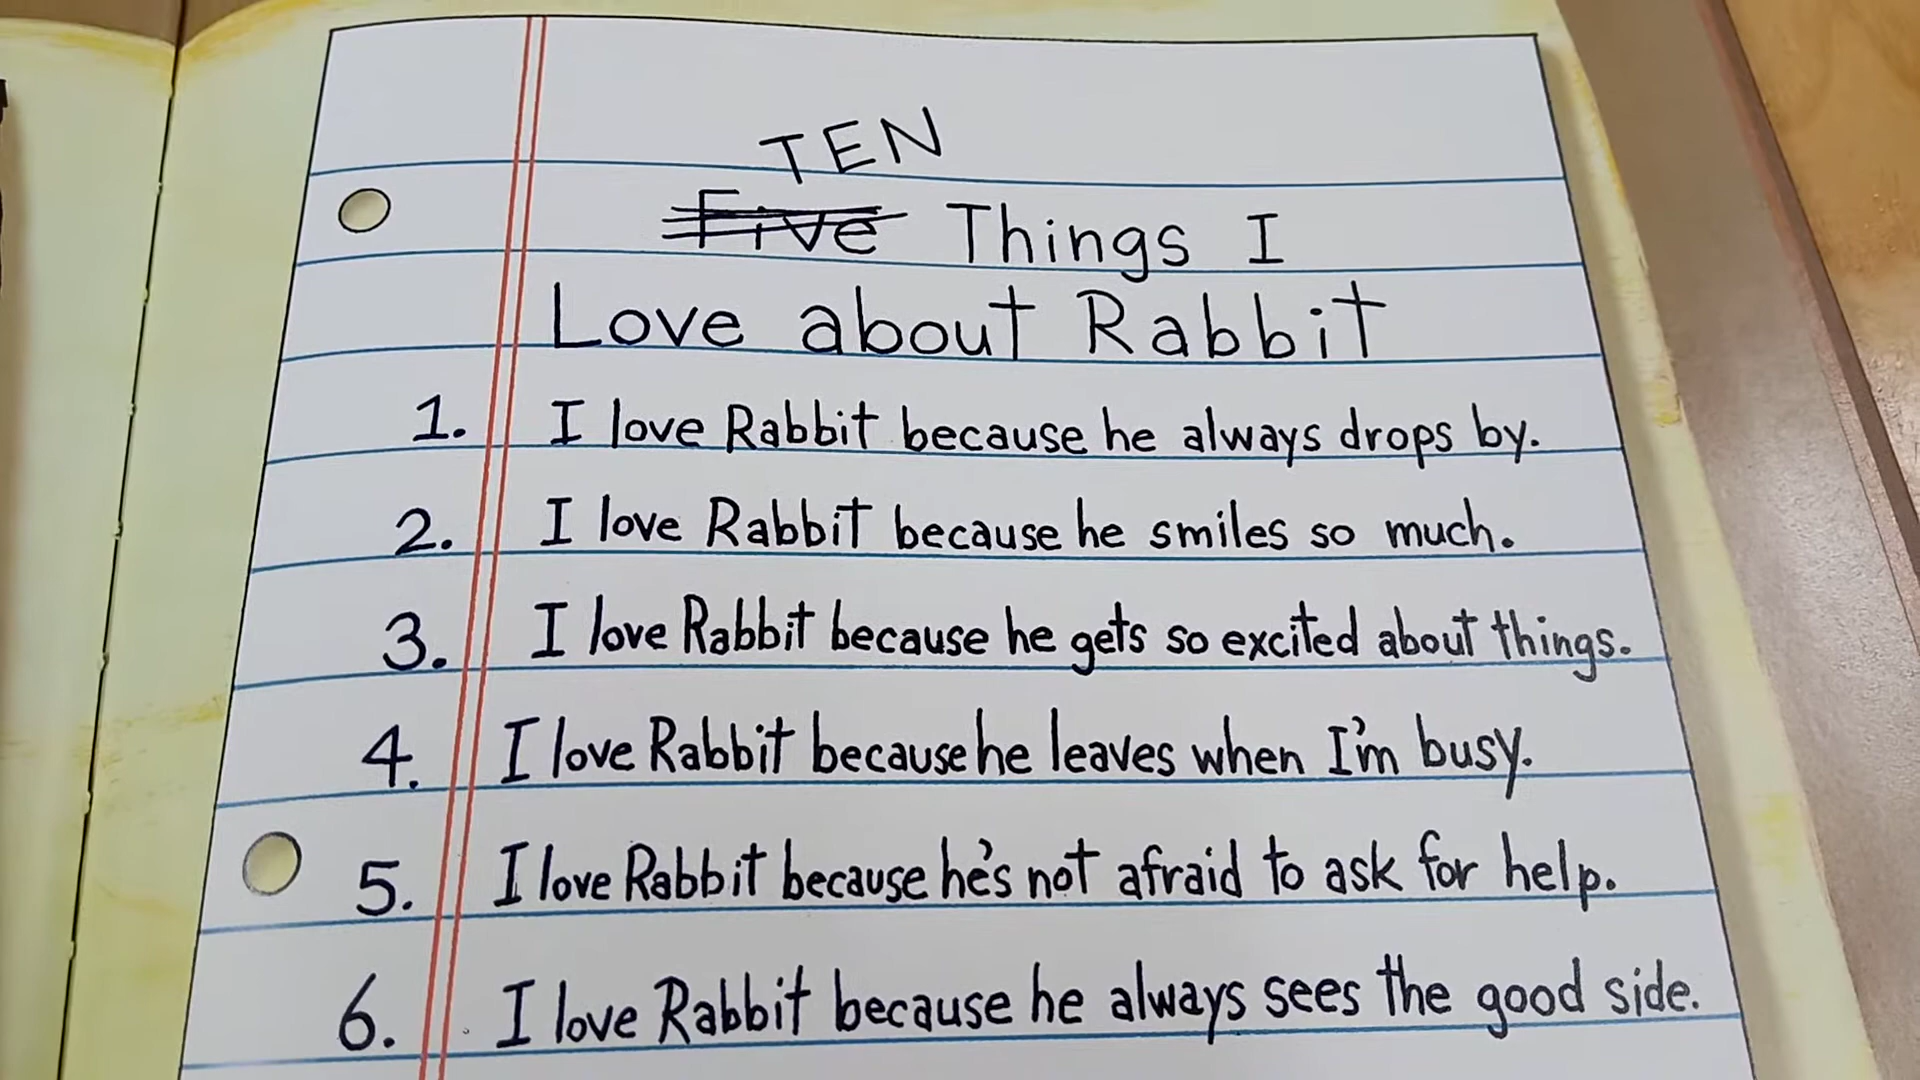 TEN
Five Things I
Love about Rabbit
1. I love Rabbit because he always drops by.
2. I love Rabbit because he smiles so much.
3. I love Rabbit because he gets so excited about things.
4. I love Rabbit because he leaves when I'm busy.
5. I love Rabbit because he's not afraid to ask for help.
6. I love Rabbit because he always sees the good side.